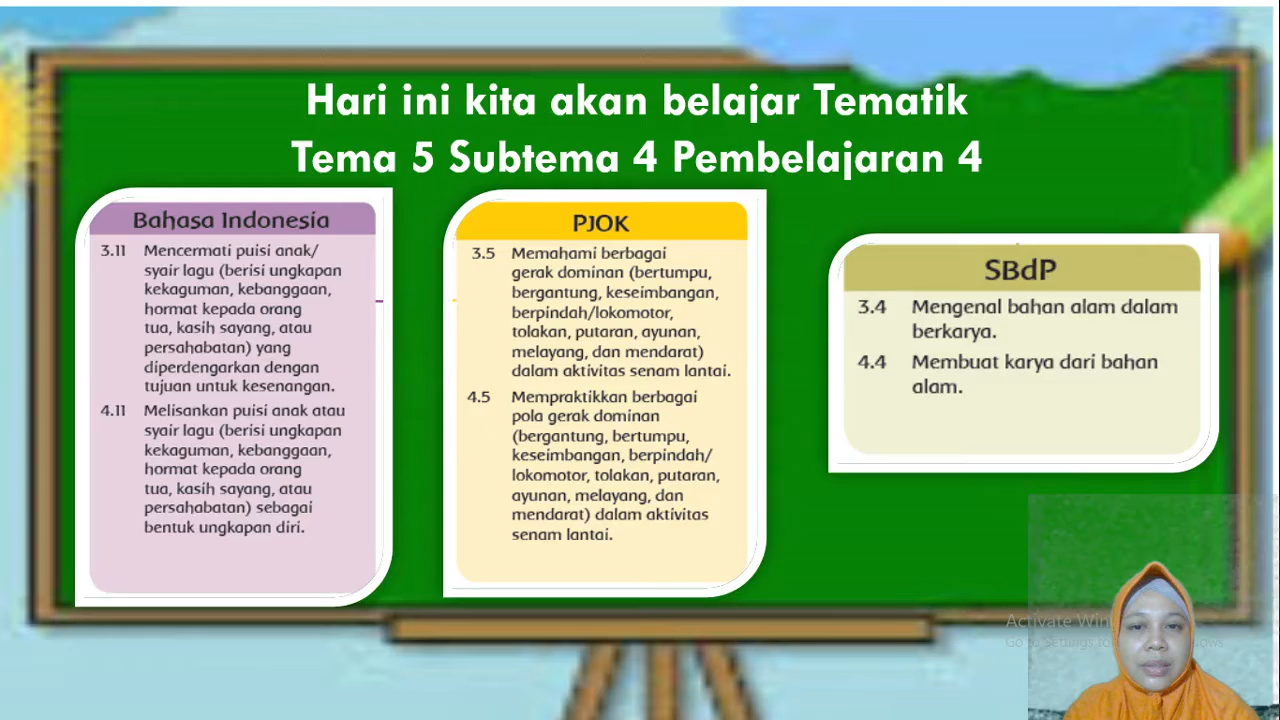 Hari ini kita akan belajar Tematik
Tema 5 Subtema 4 Pembelajaran 4
Bahasa Indonesia
3.11 Mencermati puisi anak/
syair lagu (berisi ungkapan
kekaguman, kebanggaan,
hormat kepada orang
tua, kasih sayang, atau
persahabatan) yang
diperdengarkan dengan
tujuan untuk kesenangan.
4.11 Melisankan puisi anak atau
syair lagu (berisi ungkapan
kekaguman, kebanggaan,
hormat kepada orang
tua, kasih sayang, atau
persahabatan) sebagai
bentuk ungkapan diri.
PJOK
3.5 Memahami berbagai
gerak dominan (bertumpu,
bergantung, keseimbangan,
berpindah/lokomotor,
tolakan, putaran, ayunan,
melayang, dan mendarat)
dalam aktivitas senam lantai.
4.5 Mempraktikkan berbagai
pola gerak dominan
(bergantung, bertumpu,
keseimbangan, berpindah/
lokomotor, tolakan, putaran,
ayunan, melayang, dan
mendarat) dalam aktivitas
senam lantai.
SBdP
3.4 Mengenal bahan alam dalam
berkarya.
4.4 Membuat karya dari bahan
alam.
Activate Win
Go to Settings to